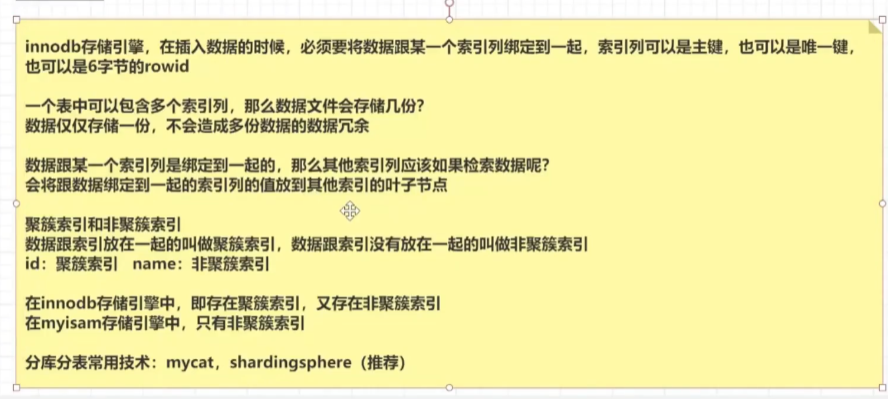 innodb存储引擎，在插入数据的时候，必须要将数据跟某一个索引列绑定到一起，索引列可以是主键，也可以是唯一键，
也可以是6字节的rowid
一个表中可以包含多个索引列，那么数据文件会存储几份？
数据仅仅存储一份，不会造成多份数据的数据冗余
数据跟某一个索引列是绑定到一起的，那么其他索引列应该如果检索数据呢？
会将跟数据绑定到一起的索引列的值放到其他索引的叶子节点
聚簇索引和非聚簇索引
数据跟索引放在一起的叫做聚簇索引，数据跟索引没有放在一起的叫做非聚簇索引
id：聚簇索引 name：非聚簇索引
在innodb存储引擎中，即存在聚簇索引，又存在非聚簇索引
在myisam存储引擎中，只有非聚簇索引
分库分表常用技术：mycat，shardingsphere（推荐）